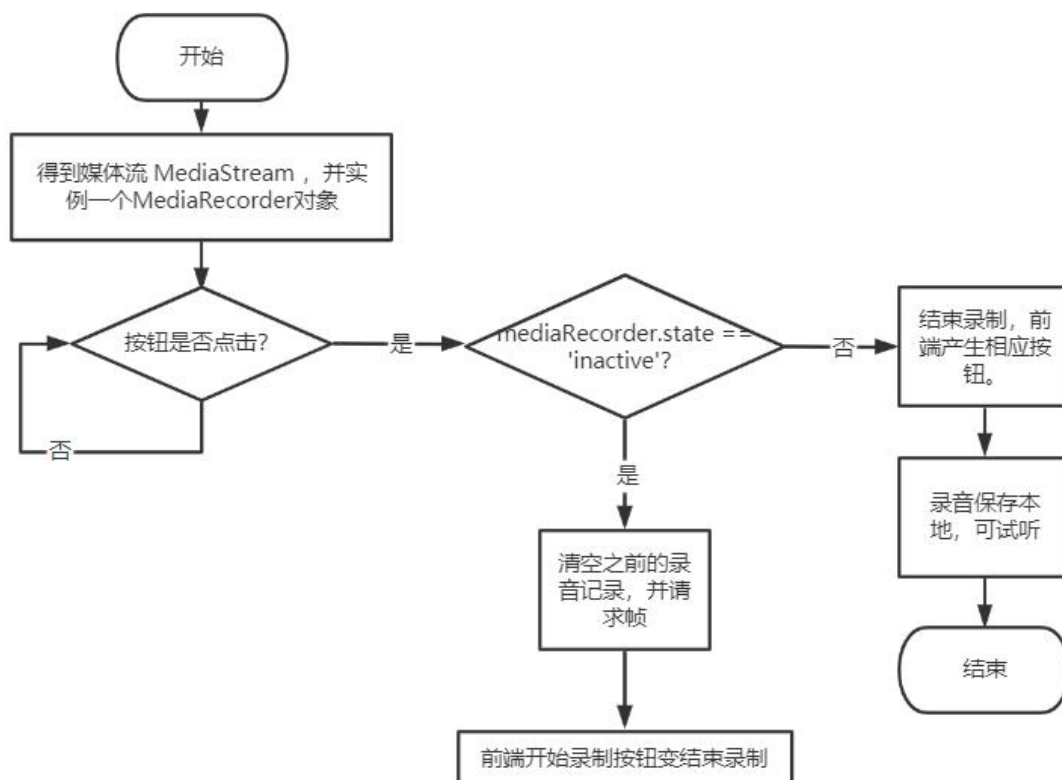 开始
得到媒体流 MediaStream ，并实
例一个MediaRecorder对象
按钮是否点击?
是
否
mediaRecorder.state ==
'inactive'?
否
是
结束录制，前
端产生相应按
钮。
录音保存本
地，可试听
结束
清空之前的录
音记录，并请
求帧
前端开始录制按钮变结束录制